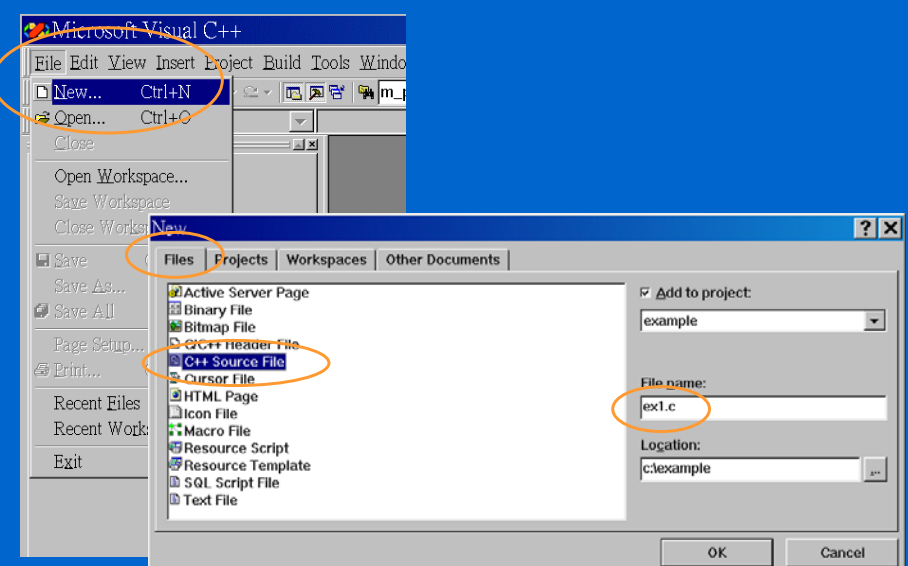 Microsoft Visual C++
File Edit View Insert Project Build Tools Windo
New... Ctrl+N
m_p
Open... Ctrl+O
Close
Open Workspace...
Save Workspace
Close Worksp
Save
Save As...
Save All
Page Setup...
Print...
Recent Files
Recent Works
Exit
New
Files Projects Workspaces Other Documents
Active Server Page
Binary File
Bitmap File
C/C++ Header File
C++ Source File
Cursor File
HTML Page
Icon File
Macro File
Resource Script
Resource Template
SQL Script File
Text File
Add to project:
example
File name:
ex1.c
Location:
c:\example
...
OK Cancel